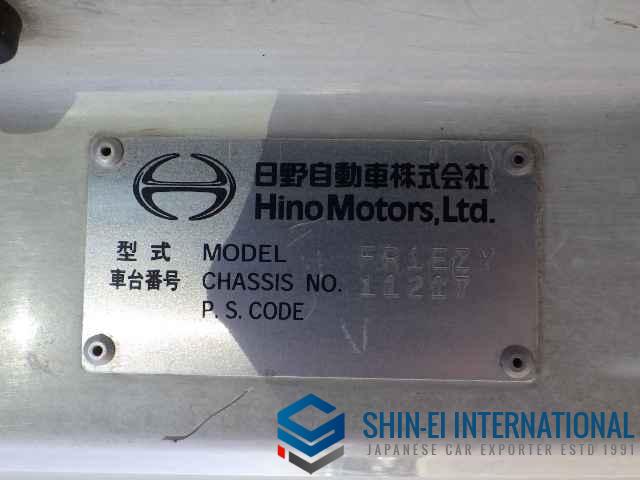 日野自動車株式会社
Hino Motors, Ltd.
型式 MODEL FR1EZY
車台番号 CHASSIS NO. 11217
P. S. CODE
SHIN-EI INTERNATIONAL
JAPANESE CAR EXPORTER ESTD 1991